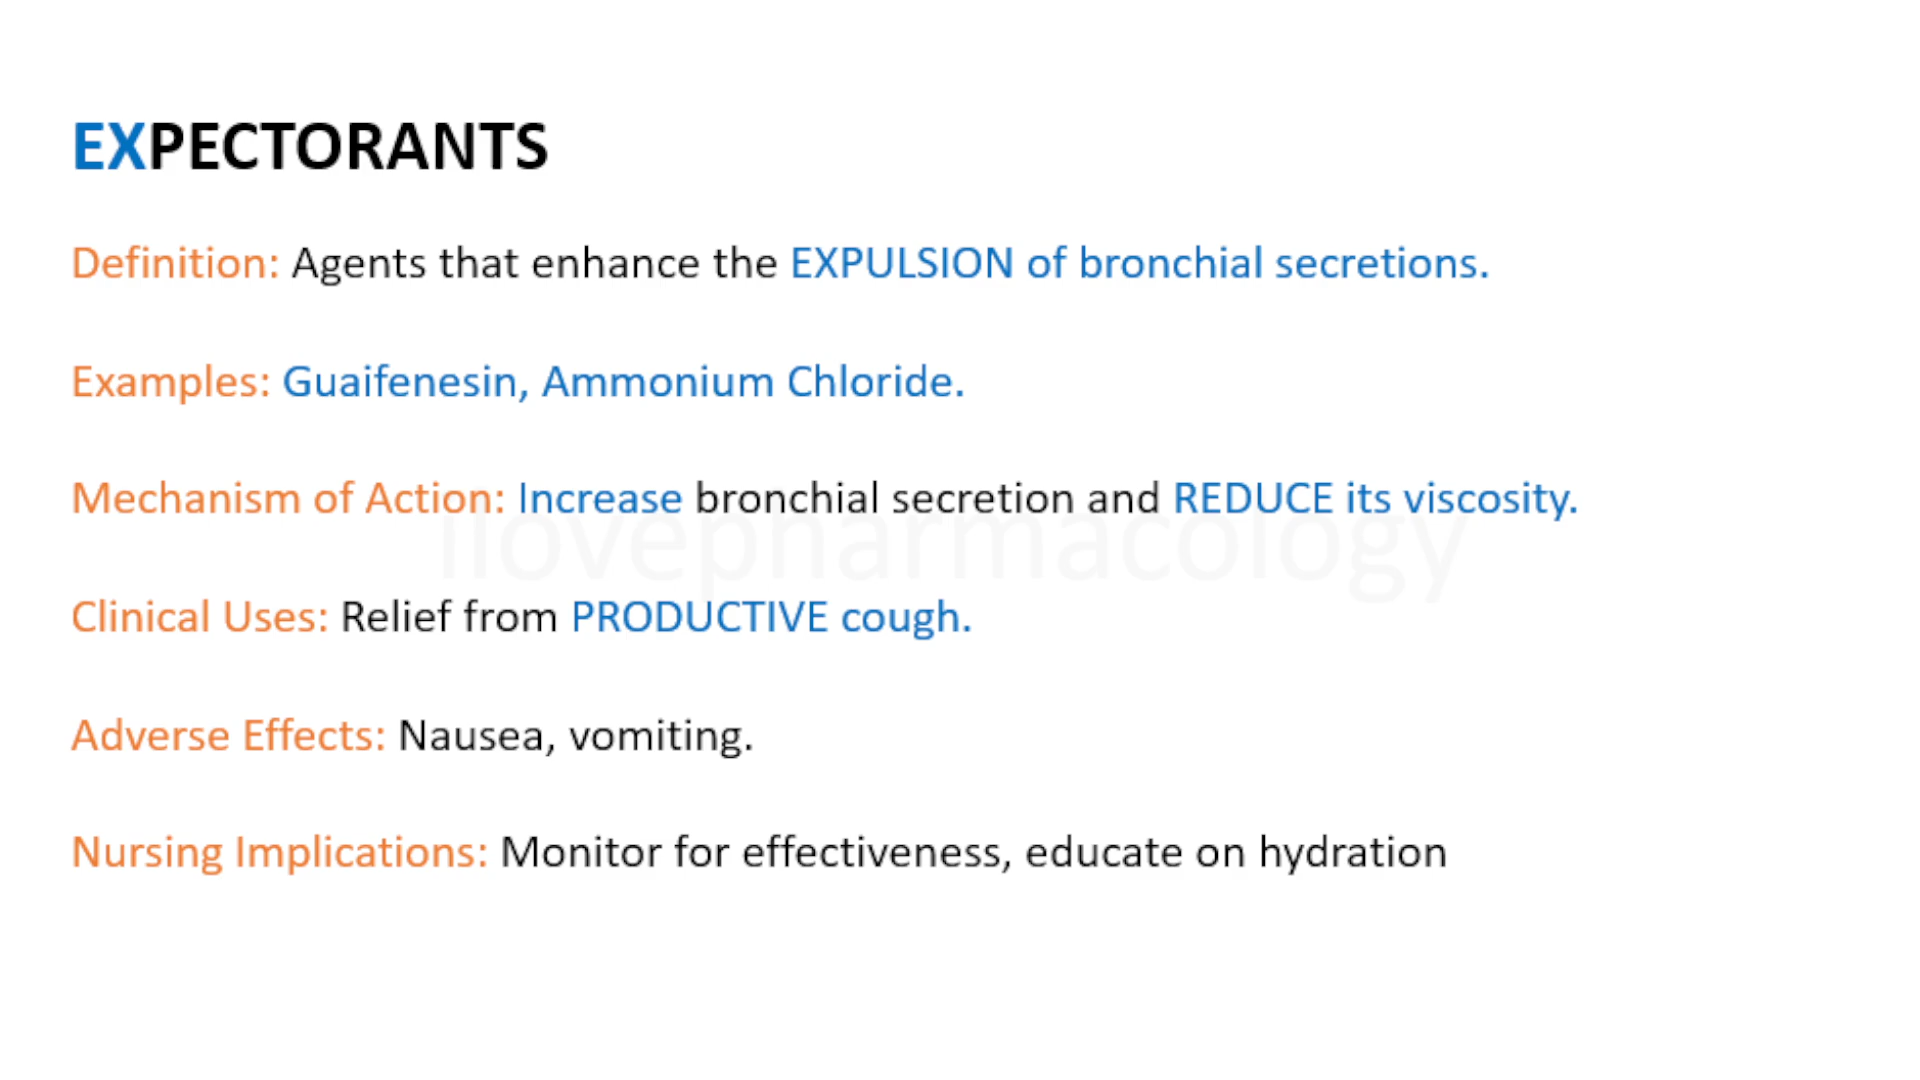 EXPECTORANTS
Definition: Agents that enhance the EXPULSION of bronchial secretions.
Examples: Guaifenesin, Ammonium Chloride.
Mechanism of Action: Increase bronchial secretion and REDUCE its viscosity.
ilovepharmacology
Clinical Uses: Relief from PRODUCTIVE cough.
Adverse Effects: Nausea, vomiting.
Nursing Implications: Monitor for effectiveness, educate on hydration